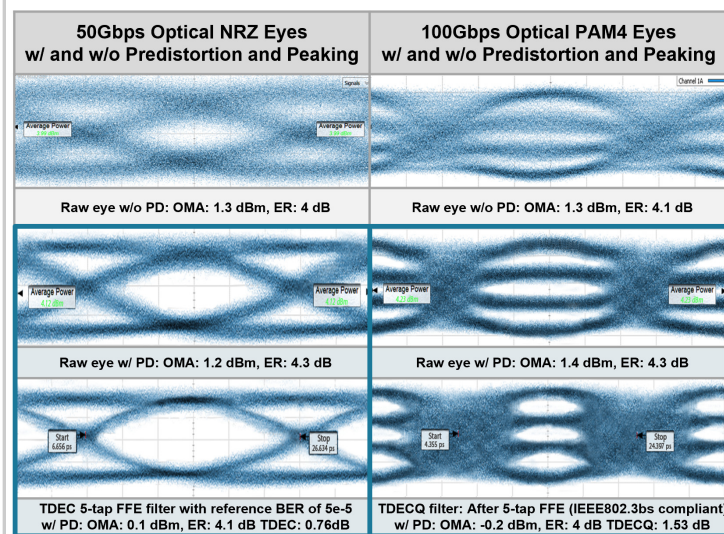 50Gbps Optical NRZ Eyes
w/ and w/o Predistortion and Peaking
100Gbps Optical PAM4 Eyes
w/ and w/o Predistortion and Peaking
Signals
Average Power
Average Power
Channel 1A
Raw eye w/o PD: OMA: 1.3 dBm, ER: 4 dB
Raw eye w/o PD: OMA: 1.3 dBm, ER: 4.1 dB
Average Power
4.12 dBm
Average Power
4.12 dBm
Average Power
Average Power
Raw eye w/ PD: OMA: 1.2 dBm, ER: 4.3 dB
Raw eye w/ PD: OMA: 1.4 dBm, ER: 4.3 dB
Start
6.656 ps
Stop
26.634 ps
Start
4.355 ps
Stop
24.397 ps
TDEC 5-tap FFE filter with reference BER of 5e-5
w/ PD: OMA: 0.1 dBm, ER: 4.1 dB TDEC: 0.76dB
TDECQ filter: After 5-tap FFE (IEEE802.3bs compliant)
w/ PD: OMA: -0.2 dBm, ER: 4 dB TDECQ: 1.53 dB